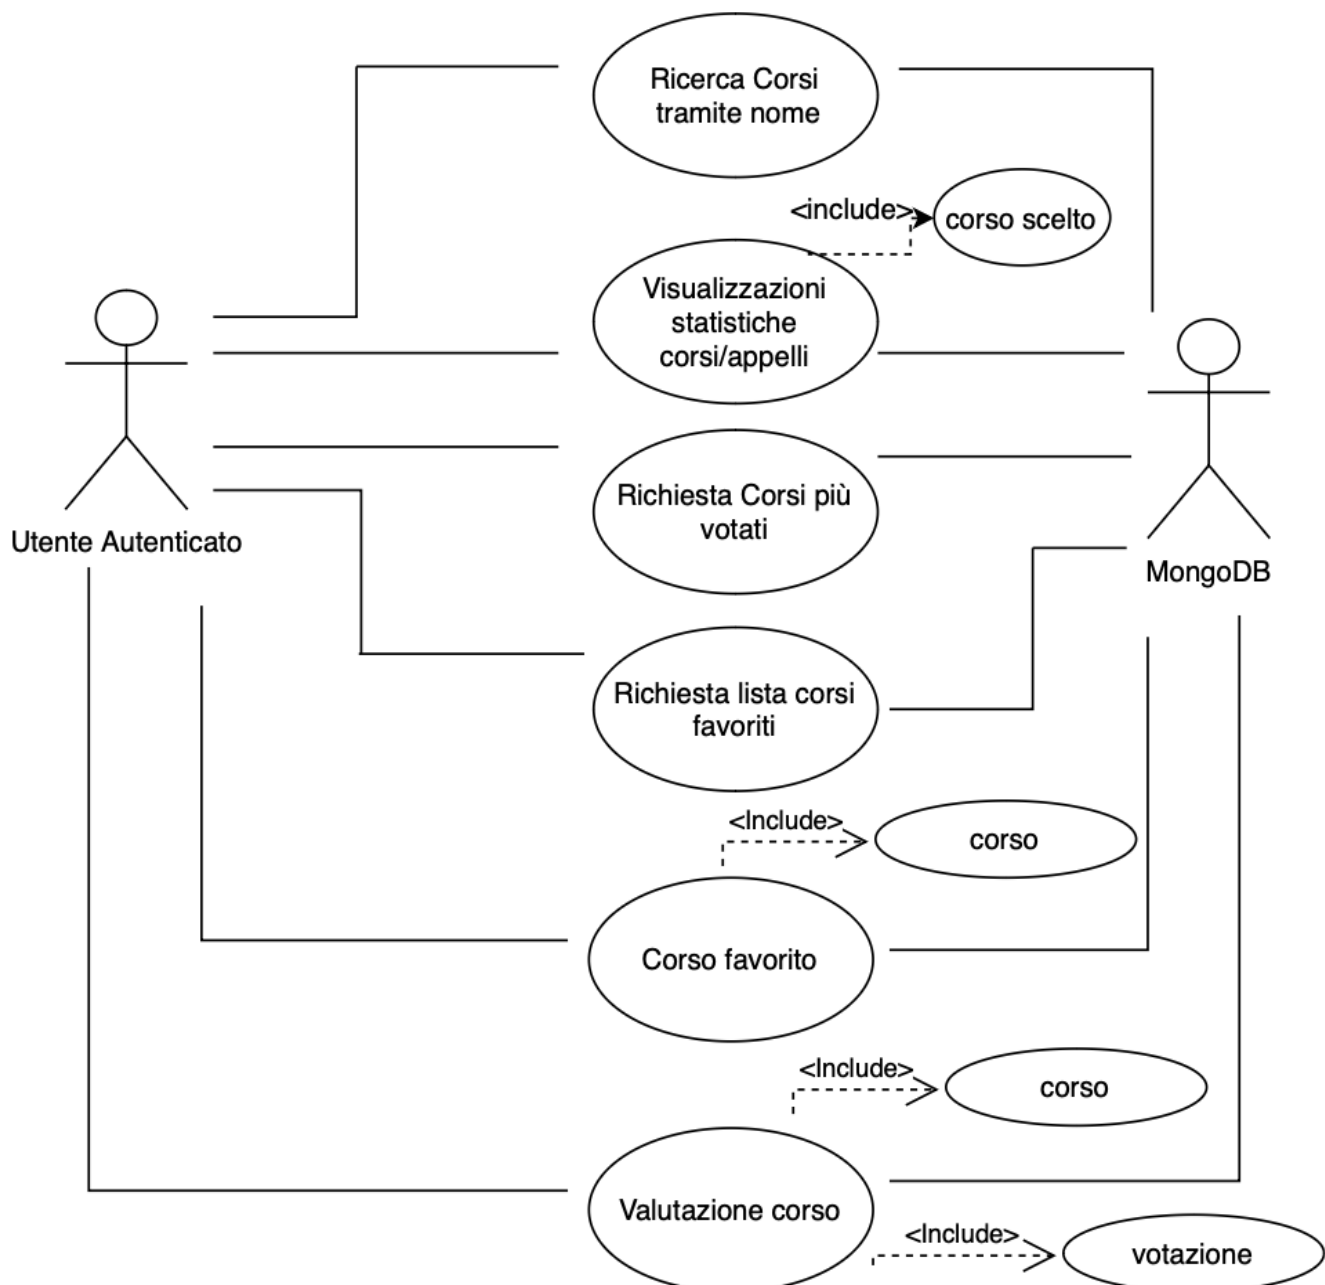 Ricerca Corsi
tramite nome
<include>
corso scelto
Visualizzazioni
statistiche
corsi/appelli
Richiesta Corsi più
votati
Utente Autenticato
MongoDB
Richiesta lista corsi
favoriti
<Include>
corso
Corso favorito
<Include>
corso
Valutazione corso
<Include>
votazione